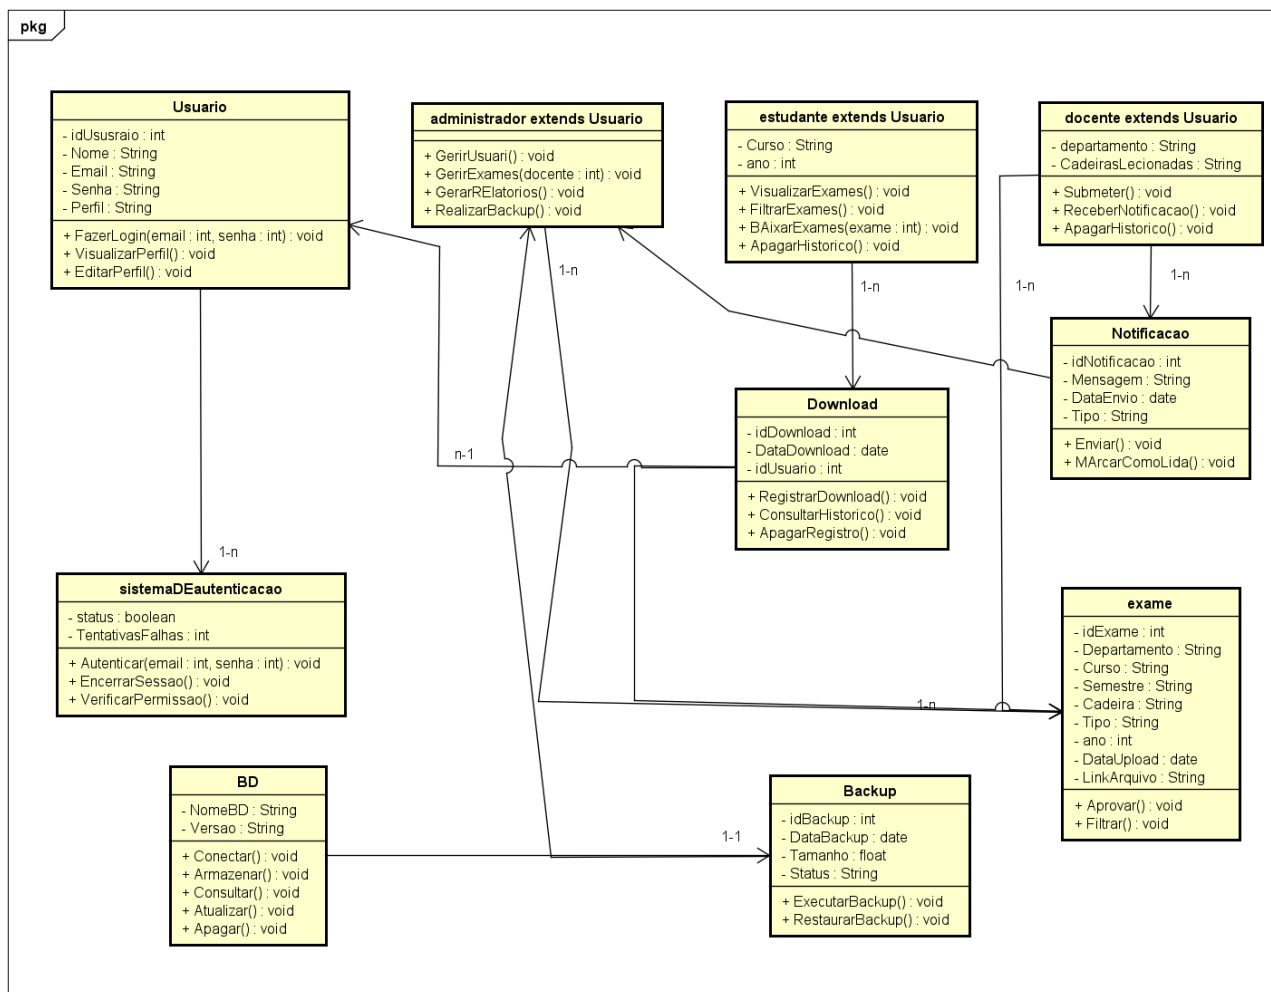 pkg
Usuario
- idUsusraio : int
- Nome : String
- Email : String
- Senha : String
- Perfil : String
+ FazerLogin(email : int, senha : int) : void
+ VisualizarPerfil() : void
+ EditarPerfil() : void
administrador extends Usuario
+ GerirUsuari() : void
+ GerirExames(docente : int) : void
+ GerarRElatorios() : void
+ RealizarBackup() : void
estudante extends Usuario
- Curso : String
- ano : int
+ VisualizarExames() : void
+ FiltrarExames() : void
+ BAixarExames(exame : int) : void
+ ApagarHistorico() : void
docente extends Usuario
- departamento : String
- CadeirasLecionadas : String
+ Submeter() : void
+ ReceberNotificacao() : void
+ ApagarHistorico() : void
1-n
1-n
1-n
1-n
Notificacao
- idNotificacao : int
- Mensagem : String
- DataEnvio : date
- Tipo : String
+ Enviar() : void
+ MArcarComoLida() : void
Download
- idDownload : int
- DataDownload : date
- idUsuario : int
+ RegistrarDownload() : void
+ ConsultarHistorico() : void
+ ApagarRegistro() : void
n-1
1-n
sistemaDEautenticacao
- status : boolean
- TentativasFalhas : int
+ Autenticar(email : int, senha : int) : void
+ EncerrarSessao() : void
+ VerificarPermissao() : void
exame
- idExame : int
- Departamento : String
- Curso : String
- Semestre : String
- Cadeira : String
- Tipo : String
- ano : int
- DataUpload : date
- LinkArquivo : String
+ Aprovar() : void
+ Filtrar() : void
1-n
BD
- NomeBD : String
- Versao : String
+ Conectar() : void
+ Armazenar() : void
+ Consultar() : void
+ Atualizar() : void
+ Apagar() : void
1-1
Backup
- idBackup : int
- DataBackup : date
- Tamanho : float
- Status : String
+ ExecutarBackup() : void
+ RestaurarBackup() : void